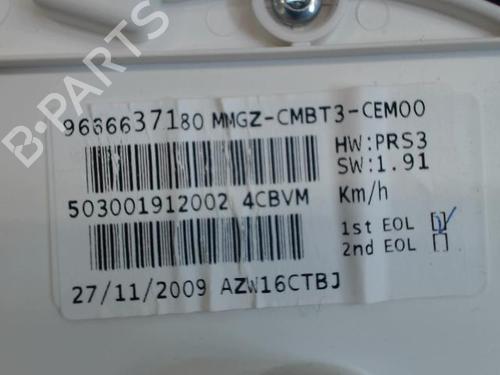 9666637180 MMGZ-CMBT3-CEM00
HW:PRS3
SW:1.91
503001912002 4CBVM
Km/h
1st EOL []
2nd EOL []
27/11/2009 AZW16CTBJ
B-PARTS